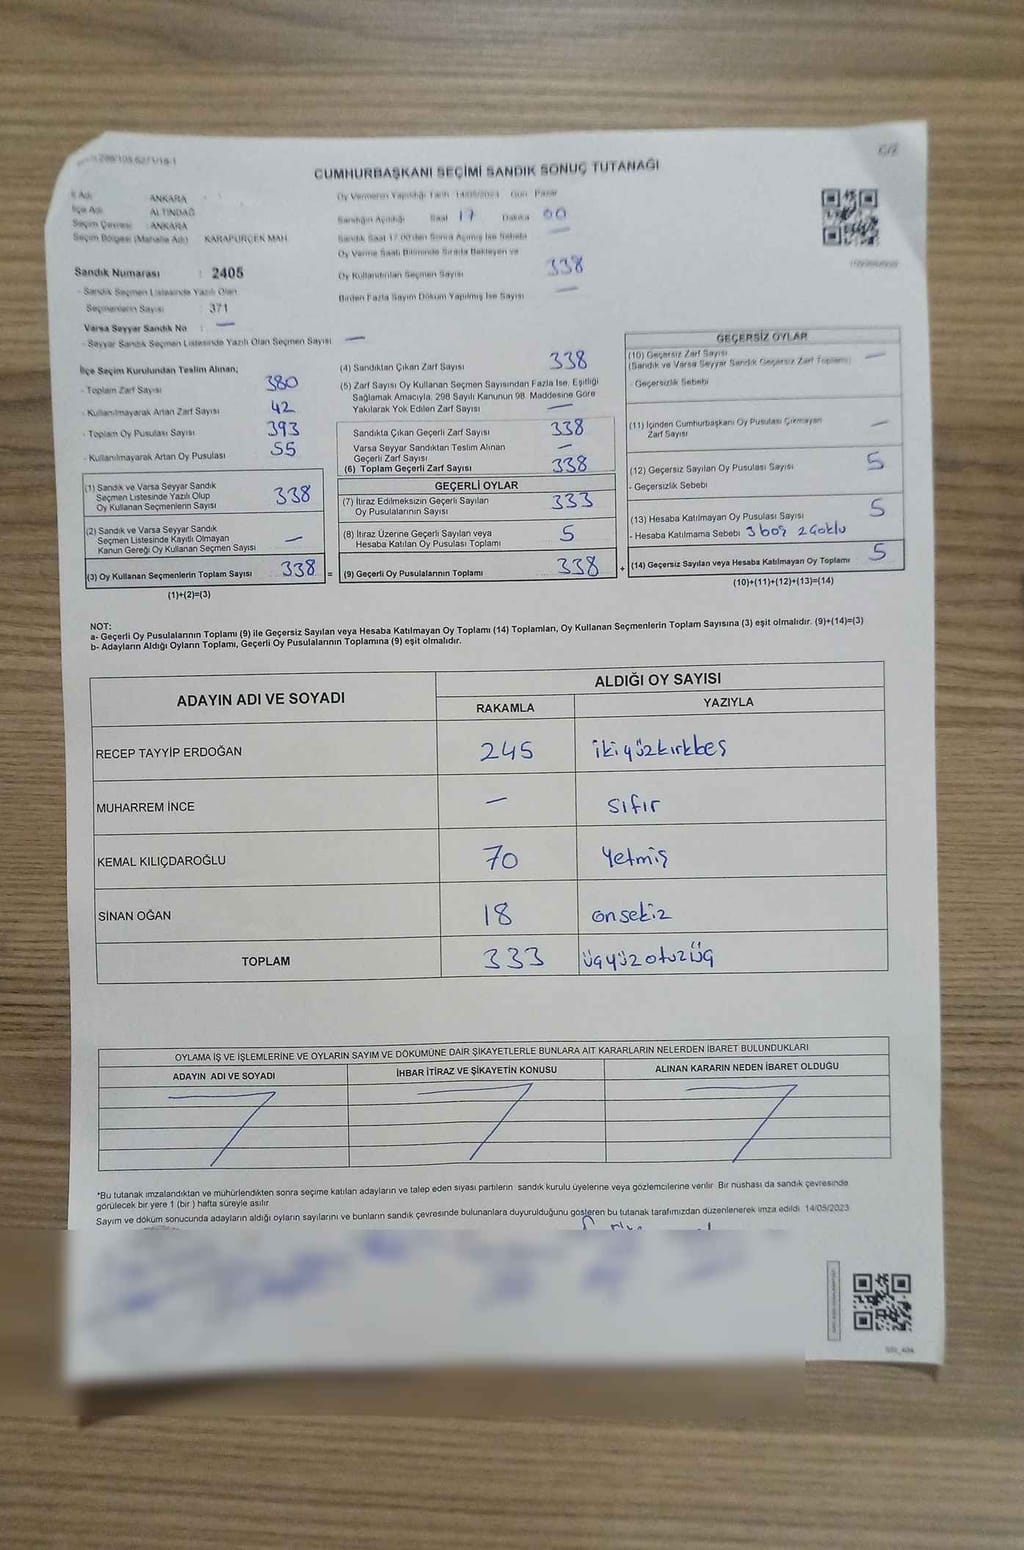 CUMHURBAŞKANI SEÇİMİ SANDIK SONUÇ TUTANAĞI
C/2
İl Adı : ANKARA
İlçe Adı : ALTINDAĞ
Seçim Çevresi : ANKARA
Seçim Bölgesi (Mahalle Adı) : KARAPÜRÇEK MAH
Sandık Numarası : 2405
- Sandık Seçmen Listesinde Yazılı Olan
Seçmenlerin Sayısı : 371
Varsa Seyyar Sandık No : —
- Seyyar Sandık Seçmen Listesinde Yazılı Olan Seçmen Sayısı —
Oy Vermenin Yapıldığı Tarih 14/05/2023 Gün Pazar
Sandığın Açıldığı Saat 17 Dakika 00
Sandık Saat 17.00'den Sonra Açılmış İse Sebebi —
Oy Verme Saati Bitiminde Sırada Bekleyen ve
Oy Kullandırılan Seçmen Sayısı 338
Birden Fazla Sayım Döküm Yapılmış İse Sayısı —
İlçe Seçim Kurulundan Teslim Alınan;
- Toplam Zarf Sayısı 380
- Kullanılmayarak Artan Zarf Sayısı 42
- Toplam Oy Pusulası Sayısı 393
- Kullanılmayarak Artan Oy Pusulası 55
(1) Sandık ve Varsa Seyyar Sandık
Seçmen Listesinde Yazılı Olup
Oy Kullanan Seçmenlerin Sayısı 338
(2) Sandık ve Varsa Seyyar Sandık
Seçmen Listesinde Kayıtlı Olmayan
Kanun Gereği Oy Kullanan Seçmen Sayısı —
(3) Oy Kullanan Seçmenlerin Toplam Sayısı 338 =
(1)+(2)=(3)
(4) Sandıktan Çıkan Zarf Sayısı 338
(5) Zarf Sayısı Oy Kullanan Seçmen Sayısından Fazla İse, Eşitliği
Sağlamak Amacıyla, 298 Sayılı Kanunun 98. Maddesine Göre
Yakılarak Yok Edilen Zarf Sayısı —
Sandıkta Çıkan Geçerli Zarf Sayısı 338
Varsa Seyyar Sandıktan Teslim Alınan
Geçerli Zarf Sayısı —
(6) Toplam Geçerli Zarf Sayısı 338
GEÇERLİ OYLAR
(7) İtiraz Edilmeksizin Geçerli Sayılan
Oy Pusulalarının Sayısı 333
(8) İtiraz Üzerine Geçerli Sayılan veya
Hesaba Katılan Oy Pusulası Toplamı 5
(9) Geçerli Oy Pusulalarının Toplamı 338 +
GEÇERSİZ OYLAR
(10) Geçersiz Zarf Sayısı —
(Sandık ve Varsa Seyyar Sandık Geçersiz Zarf Toplamı)
- Geçersizlik Sebebi
(11) İçinden Cumhurbaşkanı Oy Pusulası Çıkmayan
Zarf Sayısı —
(12) Geçersiz Sayılan Oy Pusulası Sayısı 5
- Geçersizlik Sebebi
(13) Hesaba Katılmayan Oy Pusulası Sayısı 5
- Hesaba Katılmama Sebebi 3 boş 2 çoklu
(14) Geçersiz Sayılan veya Hesaba Katılmayan Oy Toplamı 5
(10)+(11)+(12)+(13)=(14)
NOT:
a- Geçerli Oy Pusulalarının Toplamı (9) ile Geçersiz Sayılan veya Hesaba Katılmayan Oy Toplamı (14) Toplamları, Oy Kullanan Seçmenlerin Toplam Sayısına (3) eşit olmalıdır. (9)+(14)=(3)
b- Adayların Aldığı Oyların Toplamı, Geçerli Oy Pusulalarının Toplamına (9) eşit olmalıdır.
ADAYIN ADI VE SOYADI
ALDIĞI OY SAYISI
RAKAMLA YAZIYLA
RECEP TAYYİP ERDOĞAN 245 ikiyüzkırkbeş
MUHARREM İNCE — sıfır
KEMAL KILIÇDAROĞLU 70 Yetmiş
SİNAN OĞAN 18 onsekiz
TOPLAM 333 üçyüzotuzüç
OYLAMA İŞ VE İŞLEMLERİNE VE OYLARIN SAYIM VE DÖKÜMÜNE DAİR ŞİKAYETLERLE BUNLARA AİT KARARLARIN NELERDEN İBARET BULUNDUKLARI
ADAYIN ADI VE SOYADI İHBAR İTİRAZ VE ŞİKAYETİN KONUSU ALINAN KARARIN NEDEN İBARET OLDUĞU
*Bu tutanak imzalandıktan ve mühürlendikten sonra seçime katılan adayların ve talep eden siyasi partilerin sandık kurulu üyelerine veya gözlemcilerine verilir. Bir nüshası da sandık çevresinde
görülecek bir yere 1 (bir) hafta süreyle asılır
Sayım ve döküm sonucunda adayların aldığı oyların sayılarını ve bunların sandık çevresinde bulunanlara duyurulduğunu gösteren bu tutanak tarafımızdan düzenlenerek imza edildi. 14/05/2023